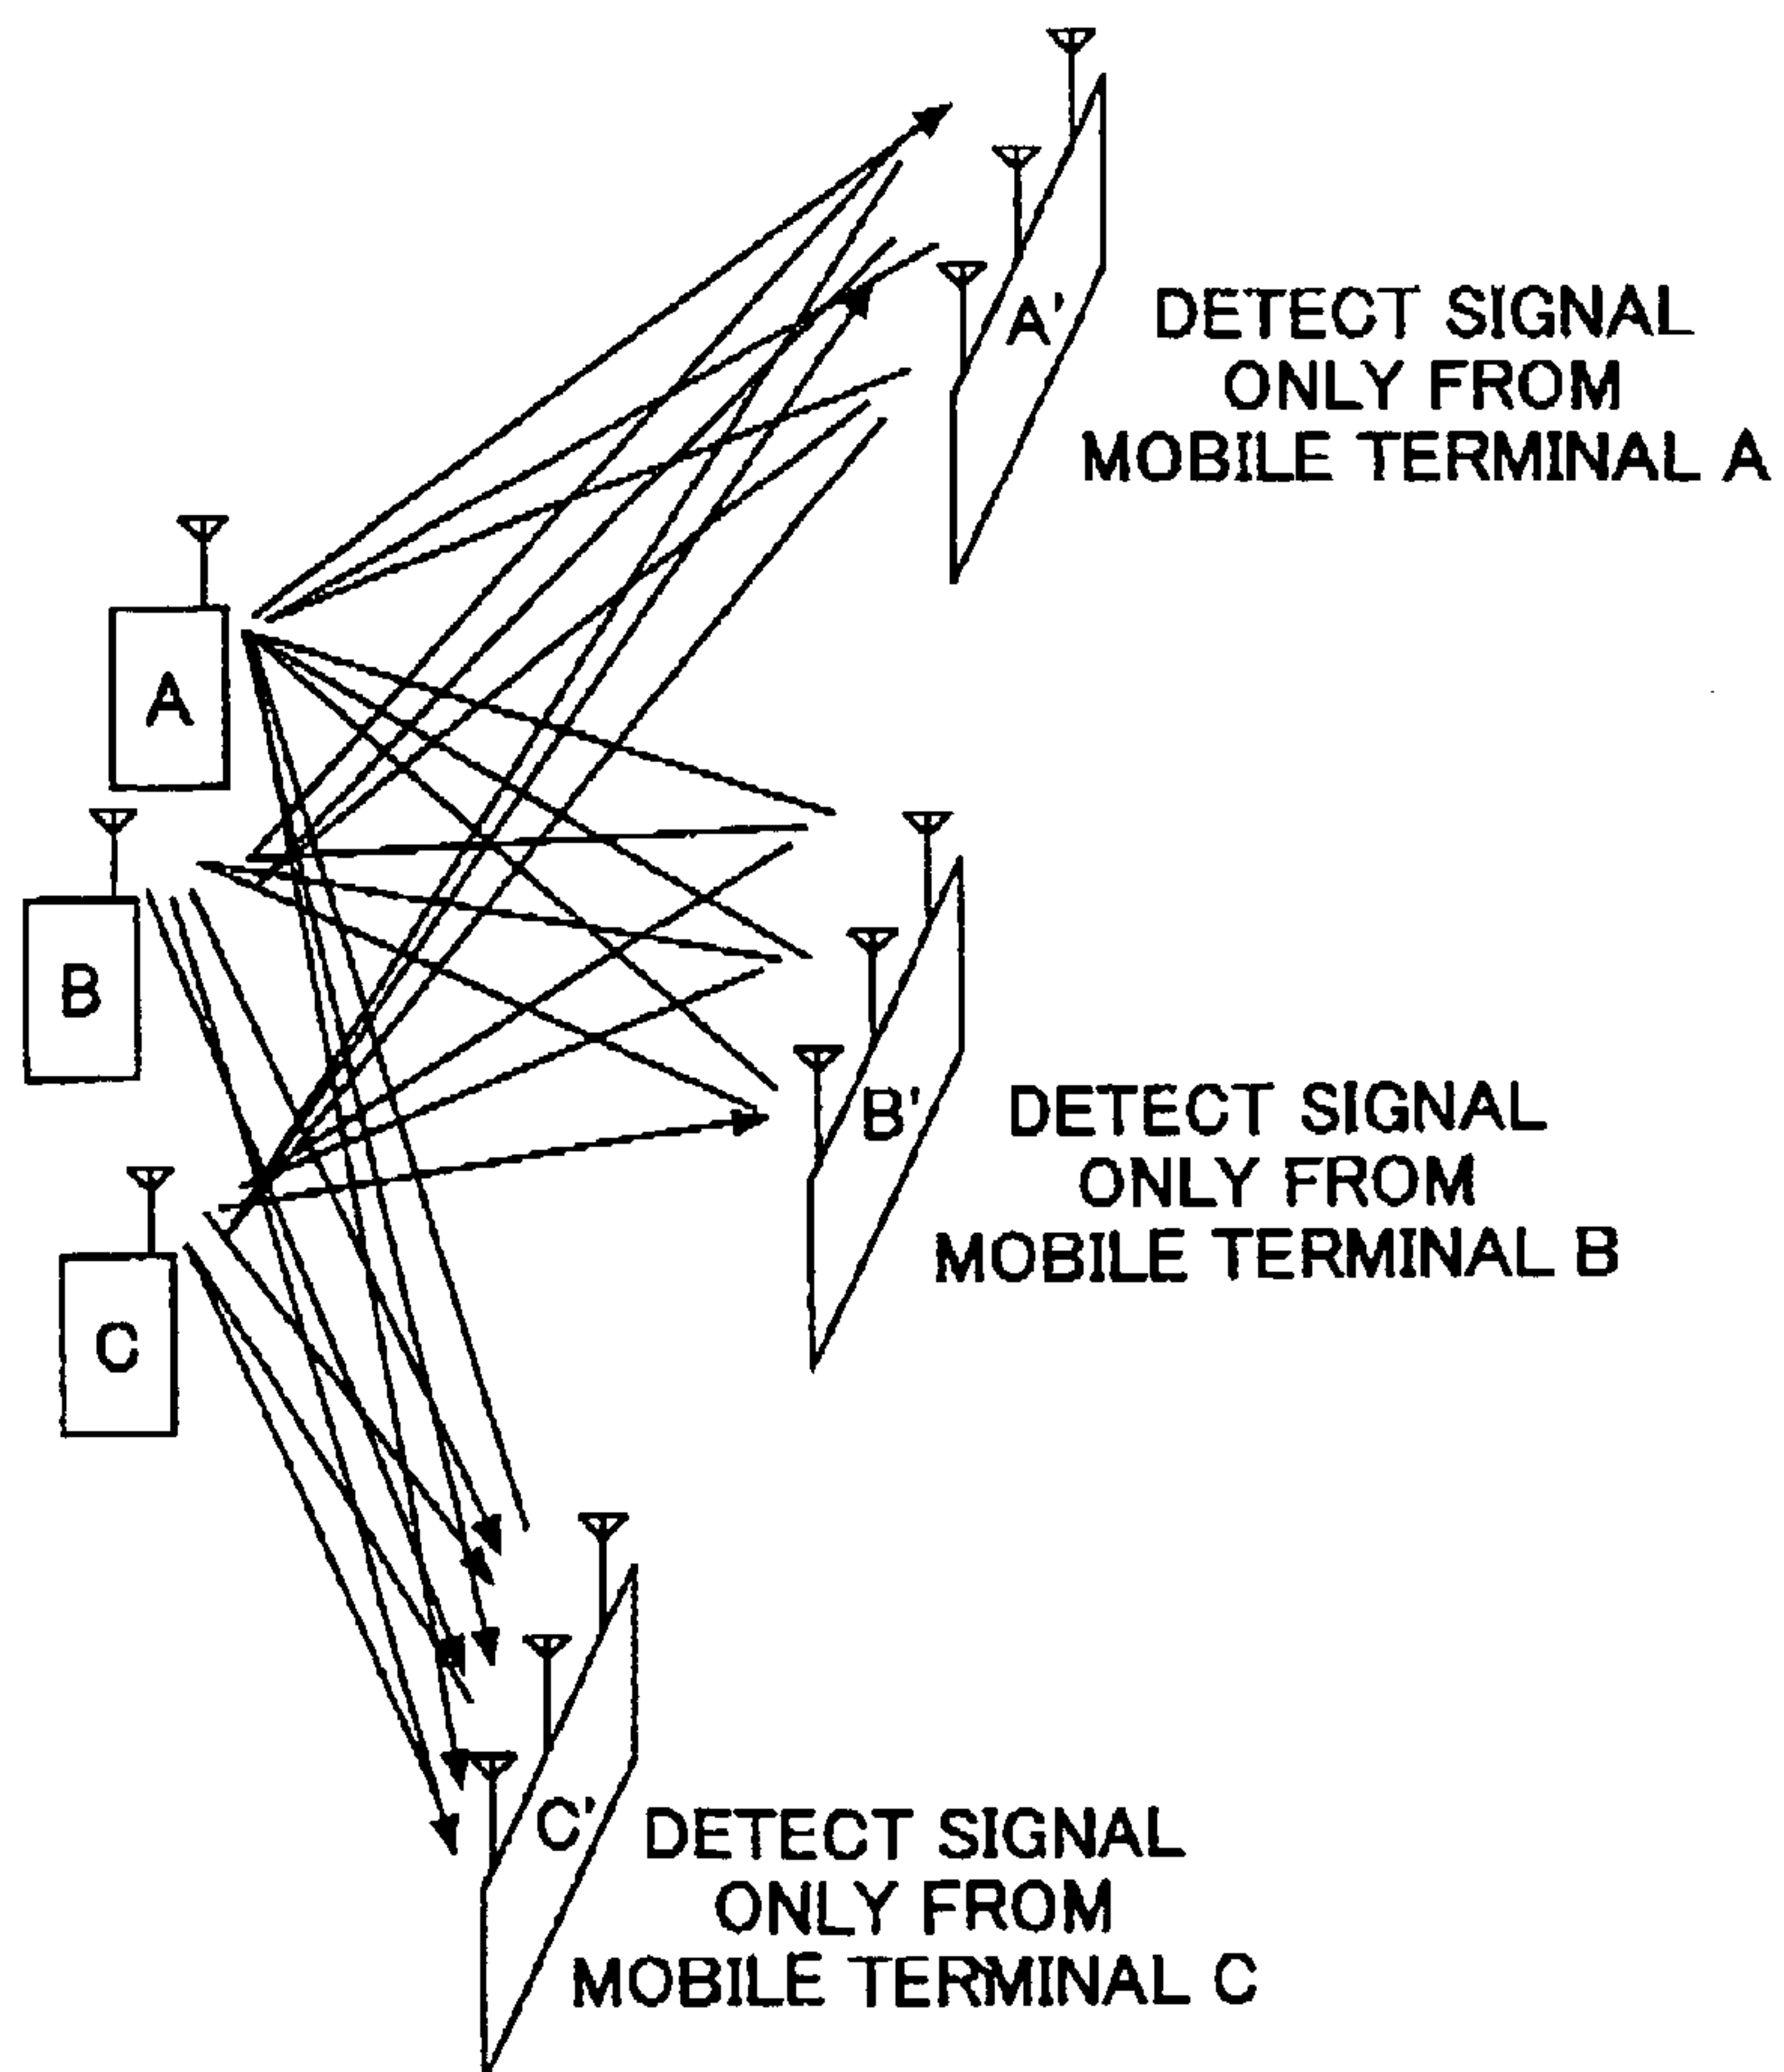 A'
DETECT SIGNAL
ONLY FROM
MOBILE TERMINAL A
A
B
B'
DETECT SIGNAL
ONLY FROM
MOBILE TERMINAL B
C
C'
DETECT SIGNAL
ONLY FROM
MOBILE TERMINAL C